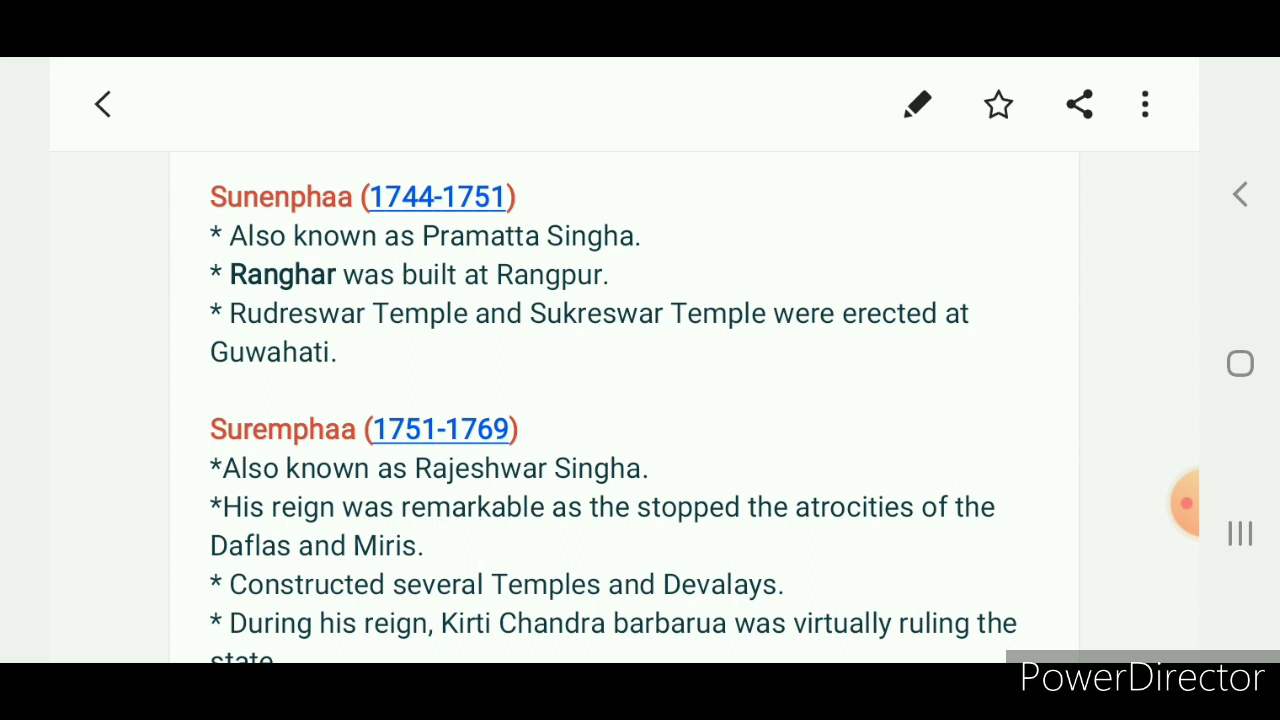 Sunenphaa (1744-1751)
* Also known as Pramatta Singha.
* Ranghar was built at Rangpur.
* Rudreswar Temple and Sukreswar Temple were erected at
Guwahati.
Suremphaa (1751-1769)
*Also known as Rajeshwar Singha.
*His reign was remarkable as the stopped the atrocities of the
Daflas and Miris.
* Constructed several Temples and Devalays.
* During his reign, Kirti Chandra barbarua was virtually ruling the
state
PowerDirector